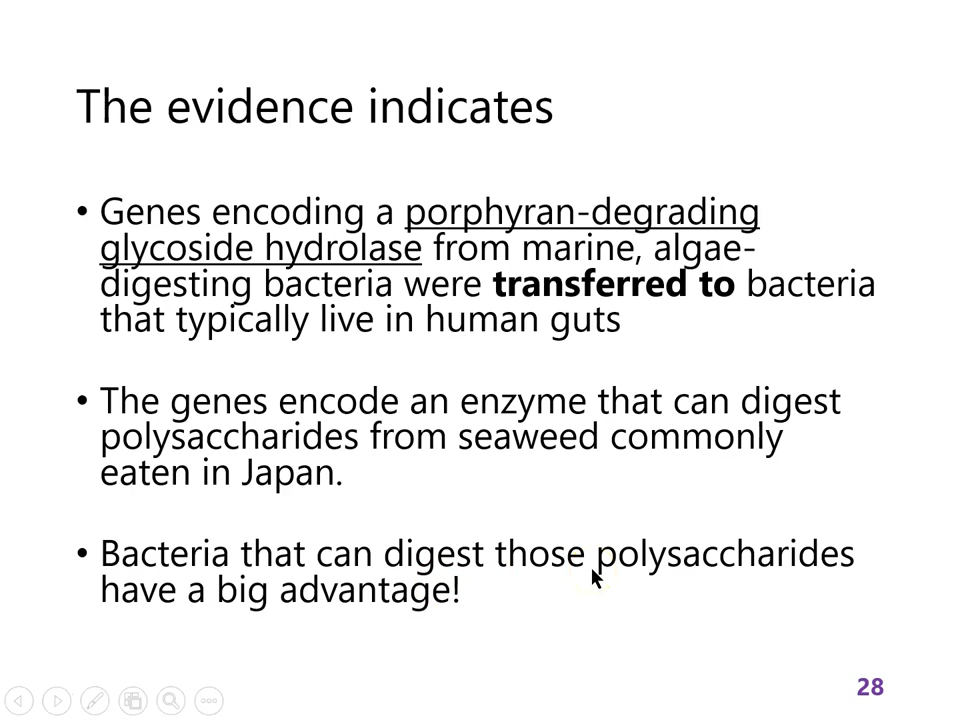 The evidence indicates
• Genes encoding a porphyran-degrading
glycoside hydrolase from marine, algae-
digesting bacteria were transferred to bacteria
that typically live in human guts
• The genes encode an enzyme that can digest
polysaccharides from seaweed commonly
eaten in Japan.
• Bacteria that can digest those polysaccharides
have a big advantage!
28